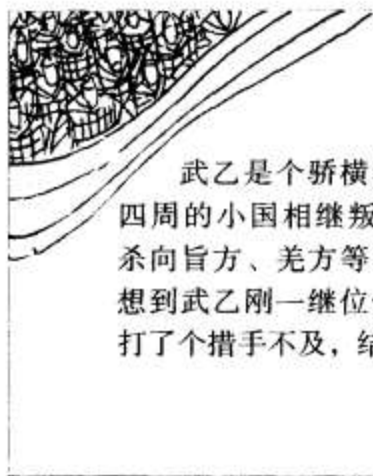 武乙是个骄横
四周的小国相继叛
杀向旨方、羌方等
想到武乙刚一继位
打了个措手不及，结